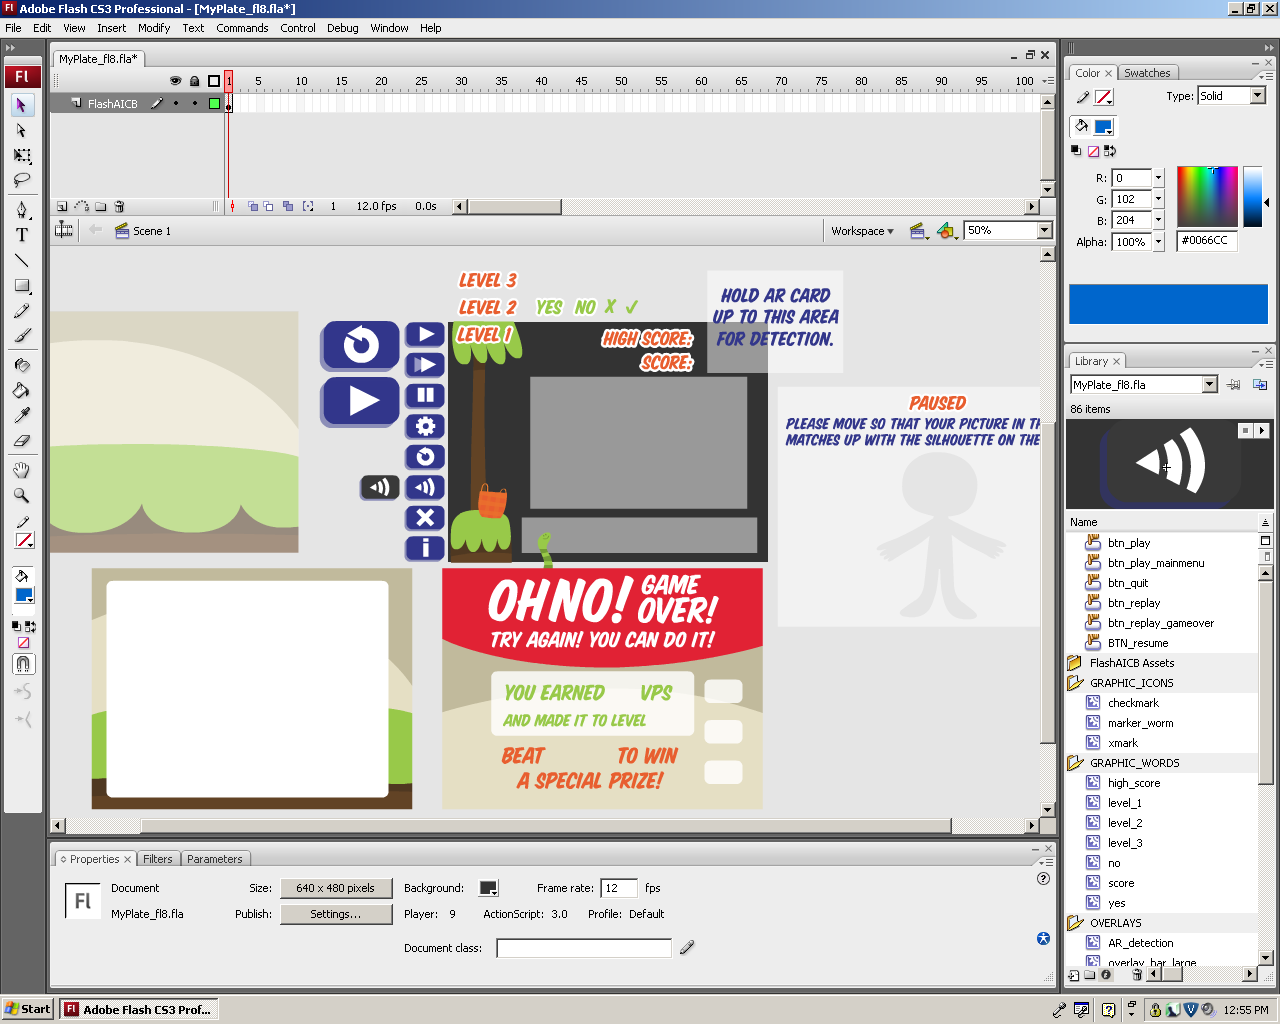 Adobe Flash CS3 Professional - [MyPlate_fl8.fla*]
File Edit View Insert Modify Text Commands Control Debug Window Help
MyPlate_fl8.fla*
1 5 10 15 20 25 30 35 40 45 50 55 60 65 70 75 80 85 90 95 100
FlashAICB
1 12.0 fps 0.0s
Scene 1
Workspace
50%
LEVEL 3
LEVEL 2 YES NO X
LEVEL 1
HIGH SCORE:
SCORE:
HOLD AR CARD
UP TO THIS AREA
FOR DETECTION.
PAUSED
PLEASE MOVE SO THAT YOUR PICTURE IN
MATCHES UP WITH THE SILHOUETTE ON THE
OH NO! GAME
OVER!
TRY AGAIN! YOU CAN DO IT!
YOU EARNED VPS
AND MADE IT TO LEVEL
BEAT TO WIN
A SPECIAL PRIZE!
Properties Filters Parameters
Fl
Document
MyPlate_fl8.fla
Size: 640 x 480 pixels
Publish: Settings...
Background: Frame rate: 12 fps
Player: 9 ActionScript: 3.0 Profile: Default
Document class:
Fl
T
Color Swatches
Type: Solid
R: 0
G: 102
B: 204
Alpha: 100%
#0066CC
Library
MyPlate_fl8.fla
86 items
Name
btn_play
btn_play_mainmenu
btn_quit
btn_replay
btn_replay_gameover
BTN_resume
FlashAICB Assets
GRAPHIC_ICONS
checkmark
marker_worm
xmark
GRAPHIC_WORDS
high_score
level_1
level_2
level_3
no
score
yes
OVERLAYS
AR_detection
overlay_bar_large
Start
Adobe Flash CS3 Prof...
12:55 PM